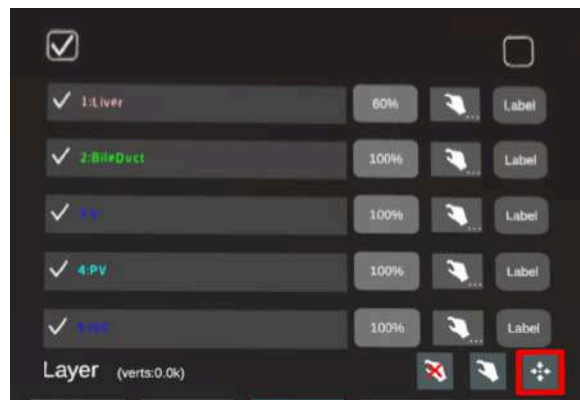 1:Liver 60% Label
2:BileDuct 100% Label
100% Label
4:PV 100% Label
100% Label
Layer (verts:0.0k)